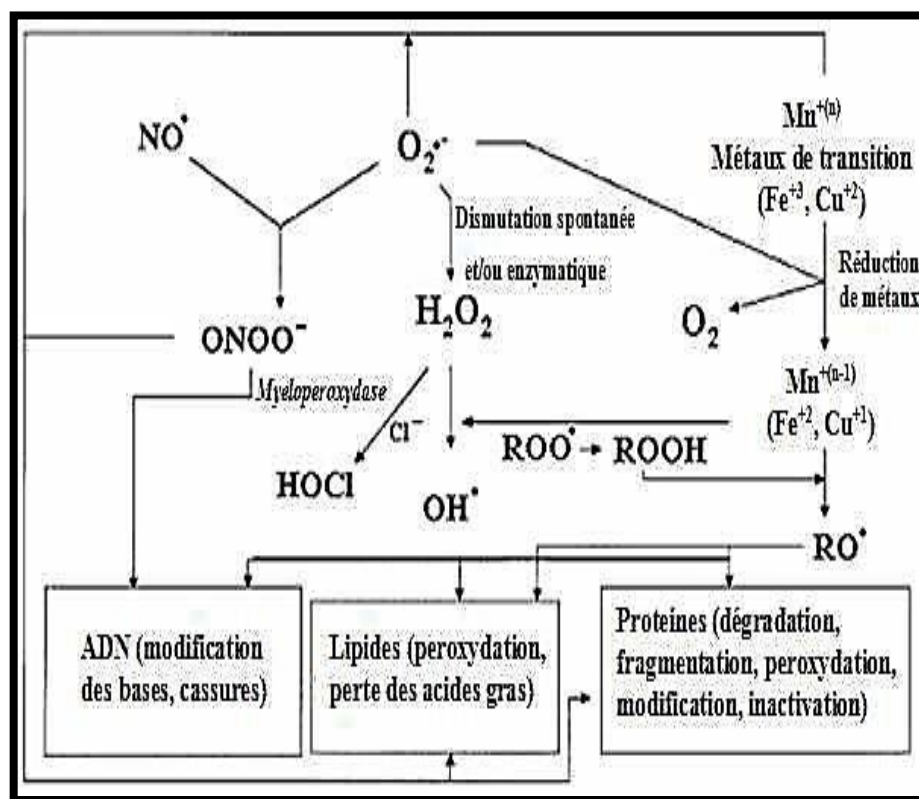 Mn⁺⁽ⁿ⁾
Métaux de transition
(Fe⁺³, Cu⁺²)
NO•
O₂•⁻
Dismutation spontanée
et/ou enzymatique
Réduction
de métaux
H₂O₂
O₂
ONOO⁻
Myeloperoxydase
Mn⁺⁽ⁿ⁻¹⁾
(Fe⁺², Cu⁺¹)
Cl⁻
ROO• ROOH
HOCl
OH•
RO•
ADN (modification
des bases, cassures)
Lipides (peroxydation,
perte des acides gras)
Proteines (dégradation,
fragmentation, peroxydation,
modification, inactivation)